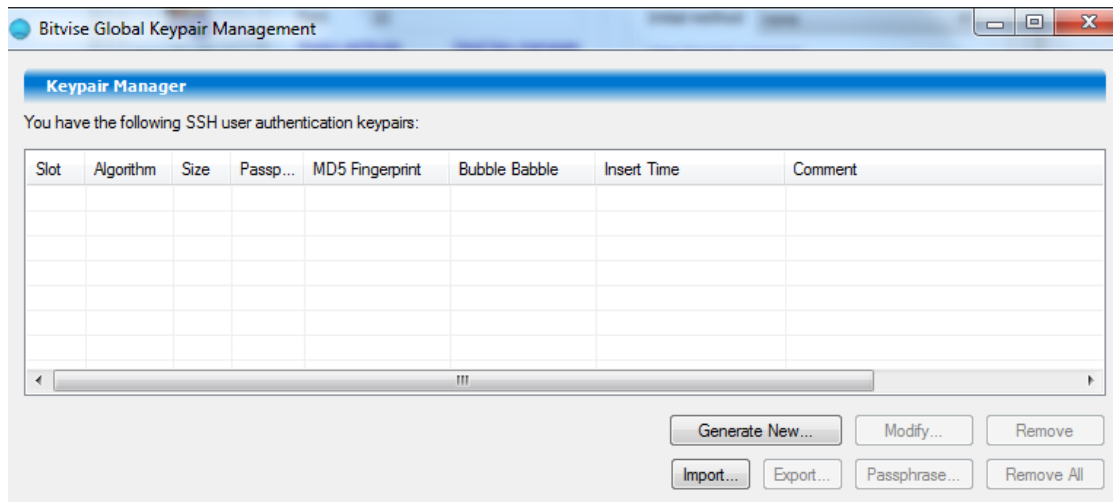 Bitvise Global Keypair Management
Keypair Manager
You have the following SSH user authentication keypairs:
Slot Algorithm Size Passp... MD5 Fingerprint Bubble Babble Insert Time Comment
Generate New... Modify... Remove
Import... Export... Passphrase... Remove All